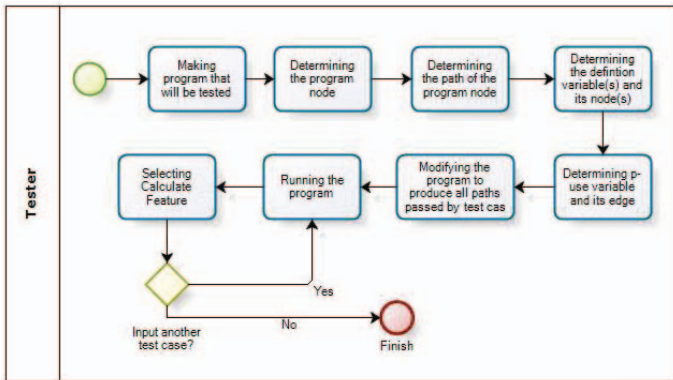 Tester
Making
program that
will be tested
Determining
the program
node
Determining
the path of the
program node
Determining
the defintion
variable(s) and
its node(s)
Selecting
Calculate
Feature
Running the
program
Modifying the
program to
produce all paths
passed by test cas
Determining p-
use variable
and its edge
Yes
Input another
test case?
No
Finish